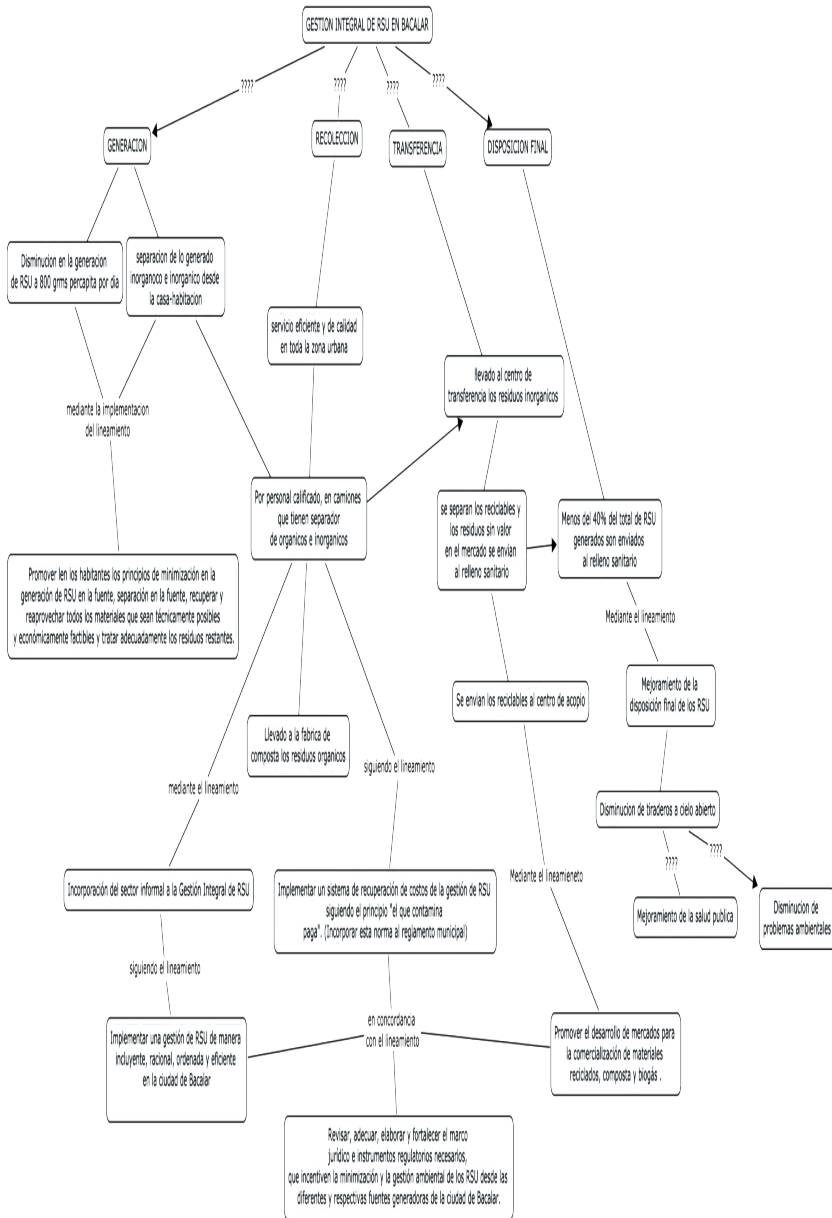 GESTION INTEGRAL DE RSU EN BACALAR
????
????
????
????
GENERACION
RECOLECCION
TRANSFERENCIA
DISPOSICION FINAL
Disminucion en la generacion
de RSU a 800 grms percapita por dia
separacion de lo generado
inorganoco e inorganico desde
la casa-habitacion
servicio eficiente y de calidad
en toda la zona urbana
llevado al centro de
transferencia los residuos inorganicos
mediante la implementacion
del lineamiento
Por personal calificado, en camiones
que tienen separador
de organicos e inorganicos
se separan los reciclables y
los residuos sin valor
en el mercado se envian
al relleno sanitario
Menos del 40% del total de RSU
generados son enviados
al relleno sanitario
Promover len los habitantes los principios de minimización en la
generación de RSU en la fuente, separación en la fuente, recuperar y
reaprovechar todos los materiales que sean técnicamente posibles
y económicamente factibles y tratar adecuadamente los residuos restantes.
Mediante el lineamiento
Se envian los reciclables al centro de acopio
Mejoramiento de la
disposición final de los RSU
Llevado a la fabrica de
composta los residuos organicos
siguiendo el lineamiento
mediante el lineamiento
Disminucion de tiraderos a cielo abierto
????
????
Incorporación del sector informal a la Gestión Integral de RSU
Implementar un sistema de recuperación de costos de la gestión de RSU
siguiendo el principio "el que contamina
paga". (Incorporar esta norma al reglamento municipal)
Mediante el lineamieneto
Mejoramiento de la salud publica
Disminucion de
problemas ambientales
siguiendo el lineamiento
en concordancia
con el lineamiento
Implementar una gestión de RSU de manera
incluyente, racional, ordenada y eficiente
en la ciudad de Bacalar
Promover el desarrollo de mercados para
la comercialización de materiales
reciclados, composta y biogás .
Revisar, adecuar, elaborar y fortalecer el marco
jurídico e instrumentos regulatorios necesarios,
que incentiven la minimización y la gestión ambiental de los RSU desde las
diferentes y respectivas fuentes generadoras de la ciudad de Bacalar.